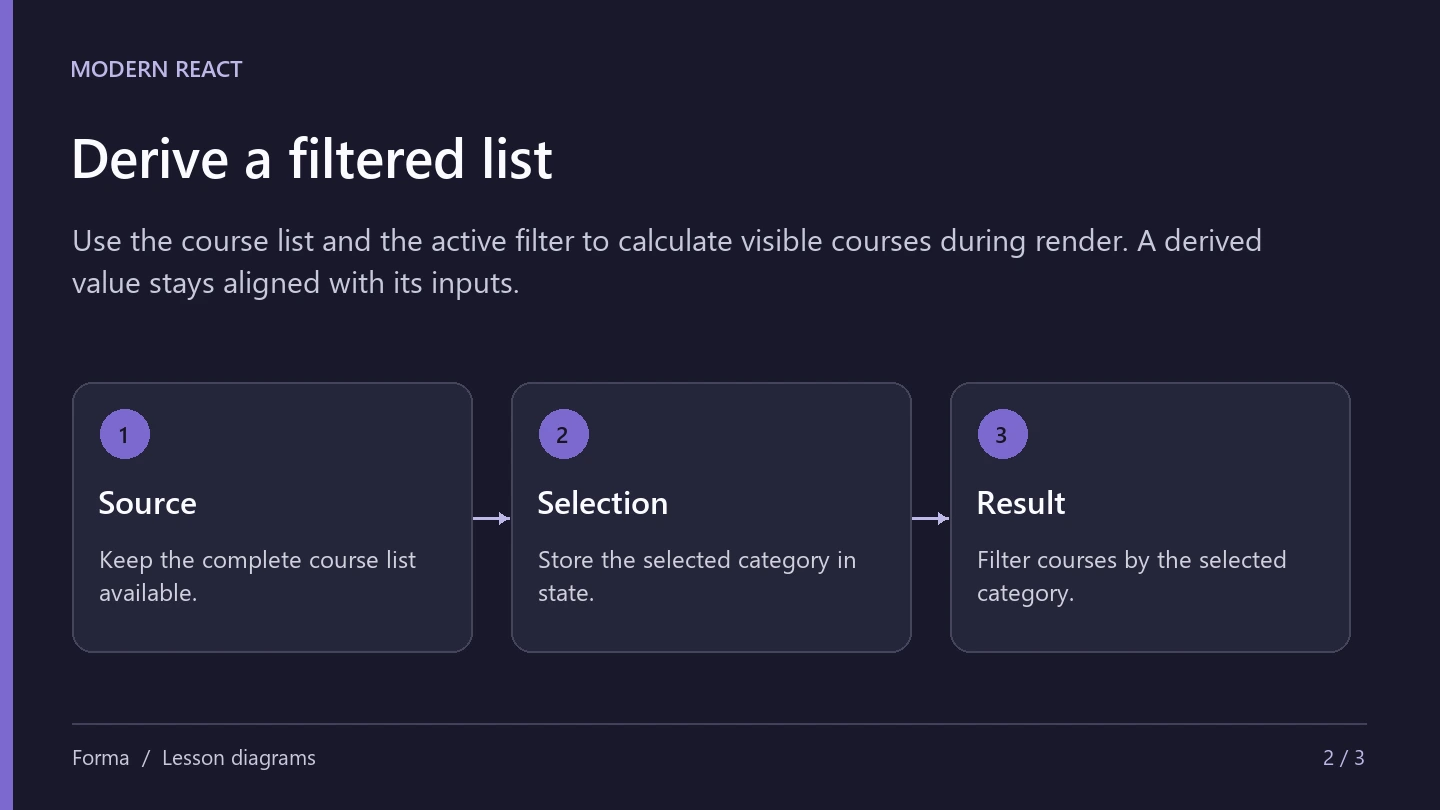 MODERN REACT
Derive a filtered list
Use the course list and the active filter to calculate visible courses during render. A derived
value stays aligned with its inputs.
1
Source
Keep the complete course list
available.
2
Selection
Store the selected category in
state.
3
Result
Filter courses by the selected
category.
Forma / Lesson diagrams
2 / 3